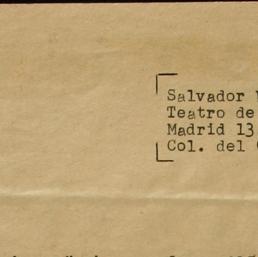 Salvador
Teatro de
Madrid 13
Col. del